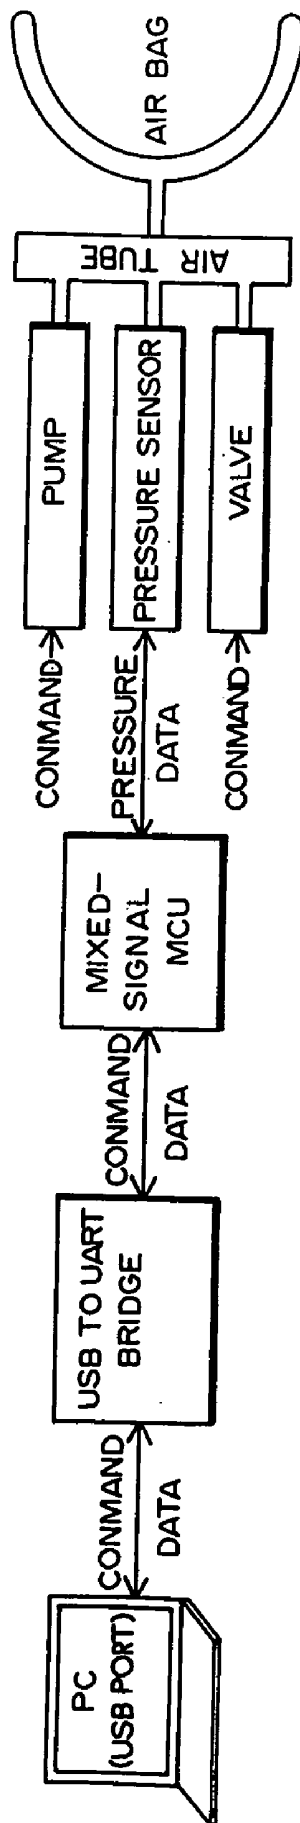 PC
(USB PORT)
CONMAND
DATA
USB TO UART
BRIDGE
CONMAND
DATA
MIXED-
SIGNAL
MCU
CONMAND
PRESSURE
DATA
CONMAND
PUMP
PRESSURE SENSOR
VALVE
AIR TUBE
AIR BAG